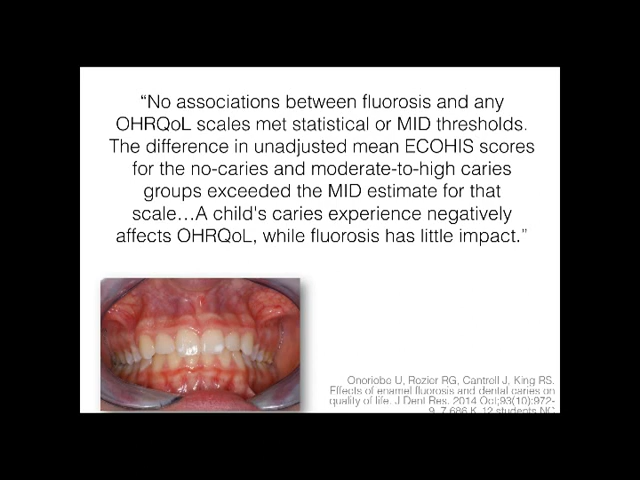 “No associations between fluorosis and any
OHRQoL scales met statistical or MID thresholds.
The difference in unadjusted mean ECOHIS scores
for the no-caries and moderate-to-high caries
groups exceeded the MID estimate for that
scale…A child's caries experience negatively
affects OHRQoL, while fluorosis has little impact.”
Onoriobo U, Rozier RG, Cantrell J, King RS.
Effects of enamel fluorosis and dental caries on
quality of life. J Dent Res. 2014 Oct;93(10):972-
9. 7,686 K-12 students NC